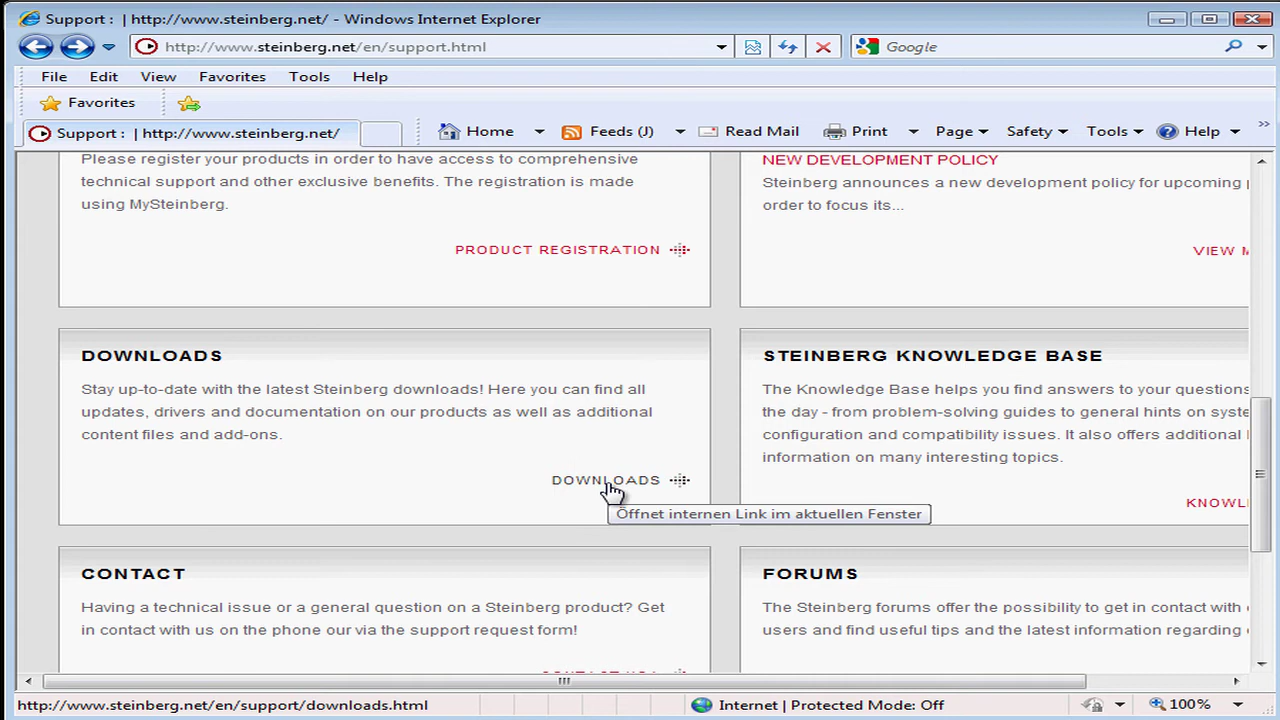 Support : | http://www.steinberg.net/ - Windows Internet Explorer
http://www.steinberg.net/en/support.html
Google
File Edit View Favorites Tools Help
Favorites
Support : | http://www.steinberg.net/
Home Feeds (J) Read Mail Print Page Safety Tools Help
Please register your products in order to have access to comprehensive
technical support and other exclusive benefits. The registration is made
using MySteinberg.
PRODUCT REGISTRATION
NEW DEVELOPMENT POLICY
Steinberg announces a new development policy for upcoming
order to focus its...
VIEW
DOWNLOADS
Stay up-to-date with the latest Steinberg downloads! Here you can find all
updates, drivers and documentation on our products as well as additional
content files and add-ons.
DOWNLOADS
Öffnet internen Link im aktuellen Fenster
STEINBERG KNOWLEDGE BASE
The Knowledge Base helps you find answers to your questions
the day - from problem-solving guides to general hints on
configuration and compatibility issues. It also offers additional
information on many interesting topics.
KNOWL
CONTACT
Having a technical issue or a general question on a Steinberg product? Get
in contact with us on the phone our via the support request form!
FORUMS
The Steinberg forums offer the possibility to get in contact with
users and find useful tips and the latest information regarding
http://www.steinberg.net/en/support/downloads.html
Internet | Protected Mode: Off
100%